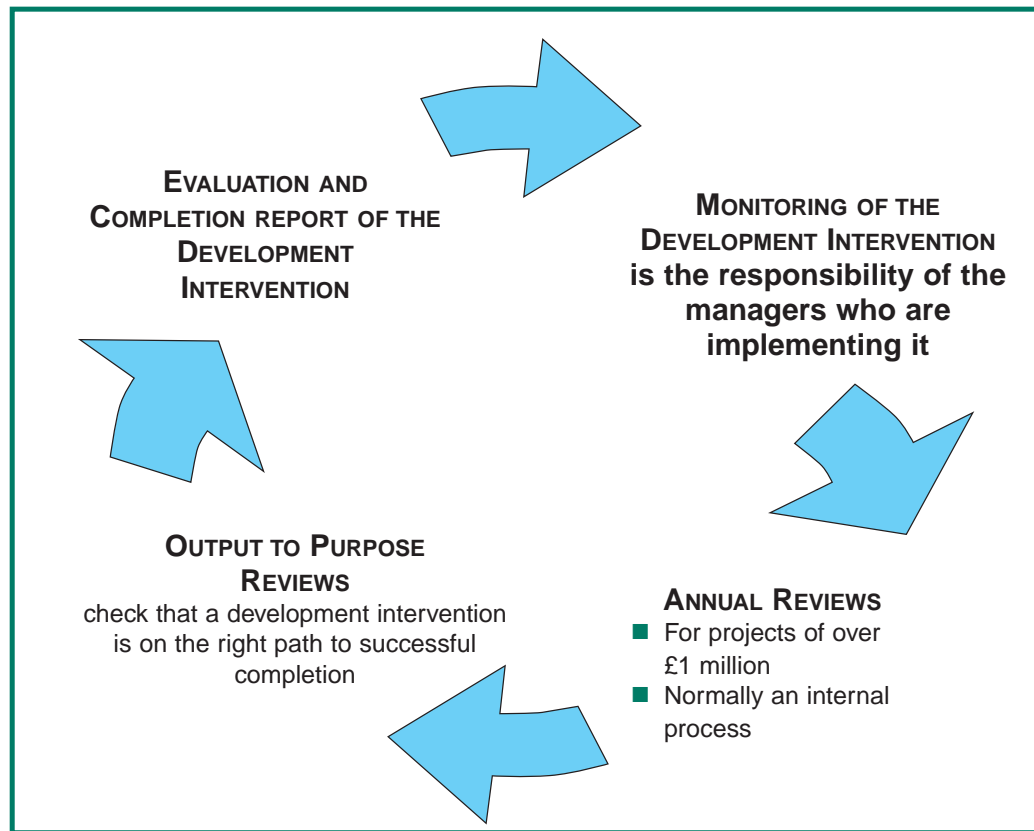 EVALUATION AND
COMPLETION REPORT OF THE
DEVELOPMENT
INTERVENTION
MONITORING OF THE
DEVELOPMENT INTERVENTION
is the responsibility of the
managers who are
implementing it
ANNUAL REVIEWS
■ For projects of over
£1 million
■ Normally an internal
process
OUTPUT TO PURPOSE
REVIEWS
check that a development intervention
is on the right path to successful
completion